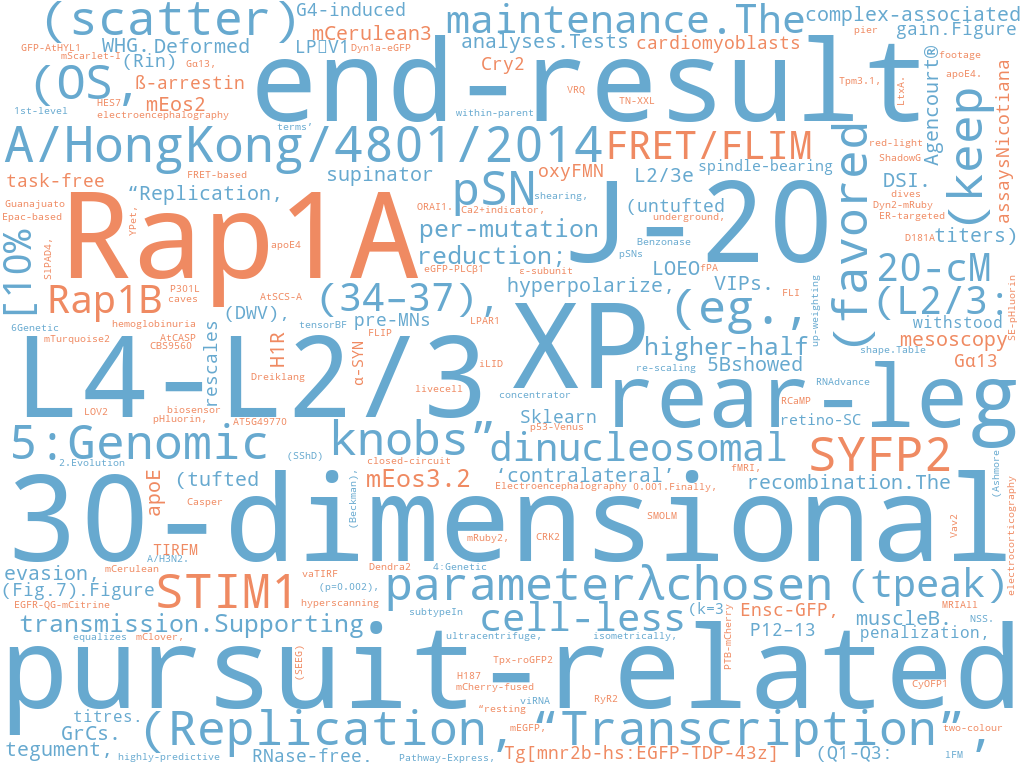 (scatter)
G4-induced
maintenance.The
complex-associated
mCerulean3
gain.Figure
pier
GFP-AtHYL1
WHG.
Deformed
Dyn1a-eGFP
analyses.Tests
cardiomyoblasts
mScarlet-I
(Rin)
Gα13,
Cry2
footage
(OS,
ß-arrestin
end-result
Tpm3.1,
LtxA.
Agencourt®
apoE4.
(keep
assaysNicotiana
mEos2
VRQ
TN-XXL
1st-level
HES7
electroencephalography
within-parent
terms'
A/HongKong/4801/2014
FRET/FLIM
(favored
red-light
ShadowG
task-free
FRET-based
supinator
oxyFMN
L2/3e
spindle-bearing
DSI.
Guanajuato
“Replication,
pSN
shearing,
(untufted
J-20
dives
Dyn2-mRuby
Epac-based
YPet,
Rap1A
ORAI1.
Ca2+indicator,
underground,
ER-targeted
[10%
S1PAD4,
apoE4
per-mutation
Benzonase
D181A
titers)
reduction;
pSNs
eGFP-PLCβ1
ε-subunit
LOEO
fPA
20-cM
P301L
caves
Rap1B
AtSCS-A
(34–37),
hyperpolarize,
VIPs.
FLI
up-weighting
(L2/3:
SE-pHluorin
(DWV),
pre-MNs
LPAR1
(eg.,
withstood
6Genetic
hemoglobinuria
tensorBF
FLIP
mTurquoise2
AtCASP
CBS9560
rescales
H1R
α-SYN
XP
higher-half
shape.Table
mesoscopy
L4-L2/3
Dreiklang
iLID
re-scaling
5Bshowed
Gα13
livecell
concentrator
RNAdvance
rear-leg
LOV2
biosensor
pHluorin,
AT5G49770
Sklearn
p53-Venus
RCaMP
retino-SC
5:Genomic
knobs”
dinucleosomal
SYFP2
2.Evolution
(SShD)
closed-circuit
fMRI,
(Ashmore
apoE
(tufted
(Beckman),
mEos3.2
‘contralateral’
recombination.The
Electroencephalography
0.001.Finally,
30-dimensional
Casper
SMOLM
Vav2
electrocorticography
TIRFM
mRuby2,
CRK2
A/H3N2.
mCerulean
Dendra2
4:Genetic
evasion,
vaTIRF
(p=0.002),
parameterλchosen
(tpeak)
(Fig.7).Figure
EGFR-QG-mCitrine
STIM1
hyperscanning
subtypeIn
cell-less
(k=3
Ensc-GFP,
MRIAll
muscleB.
NSS.
transmission.Supporting
P12–13
penalization,
equalizes
mClover,
ultracentrifuge,
isometrically,
PTB-mCherry
pursuit-related
(SEEG)
Tpx-roGFP2
H187
mCherry-fused
viRNA
RyR2
CyOFP1
titres.
“resting
GrCs.
(Replication,
mEGFP,
“Transcription”,
two-colour
tegument,
highly-predictive
RNase-free.
Pathway-Express,
Tg[mnr2b-hs:EGFP-TDP-43z]
(Q1-Q3: